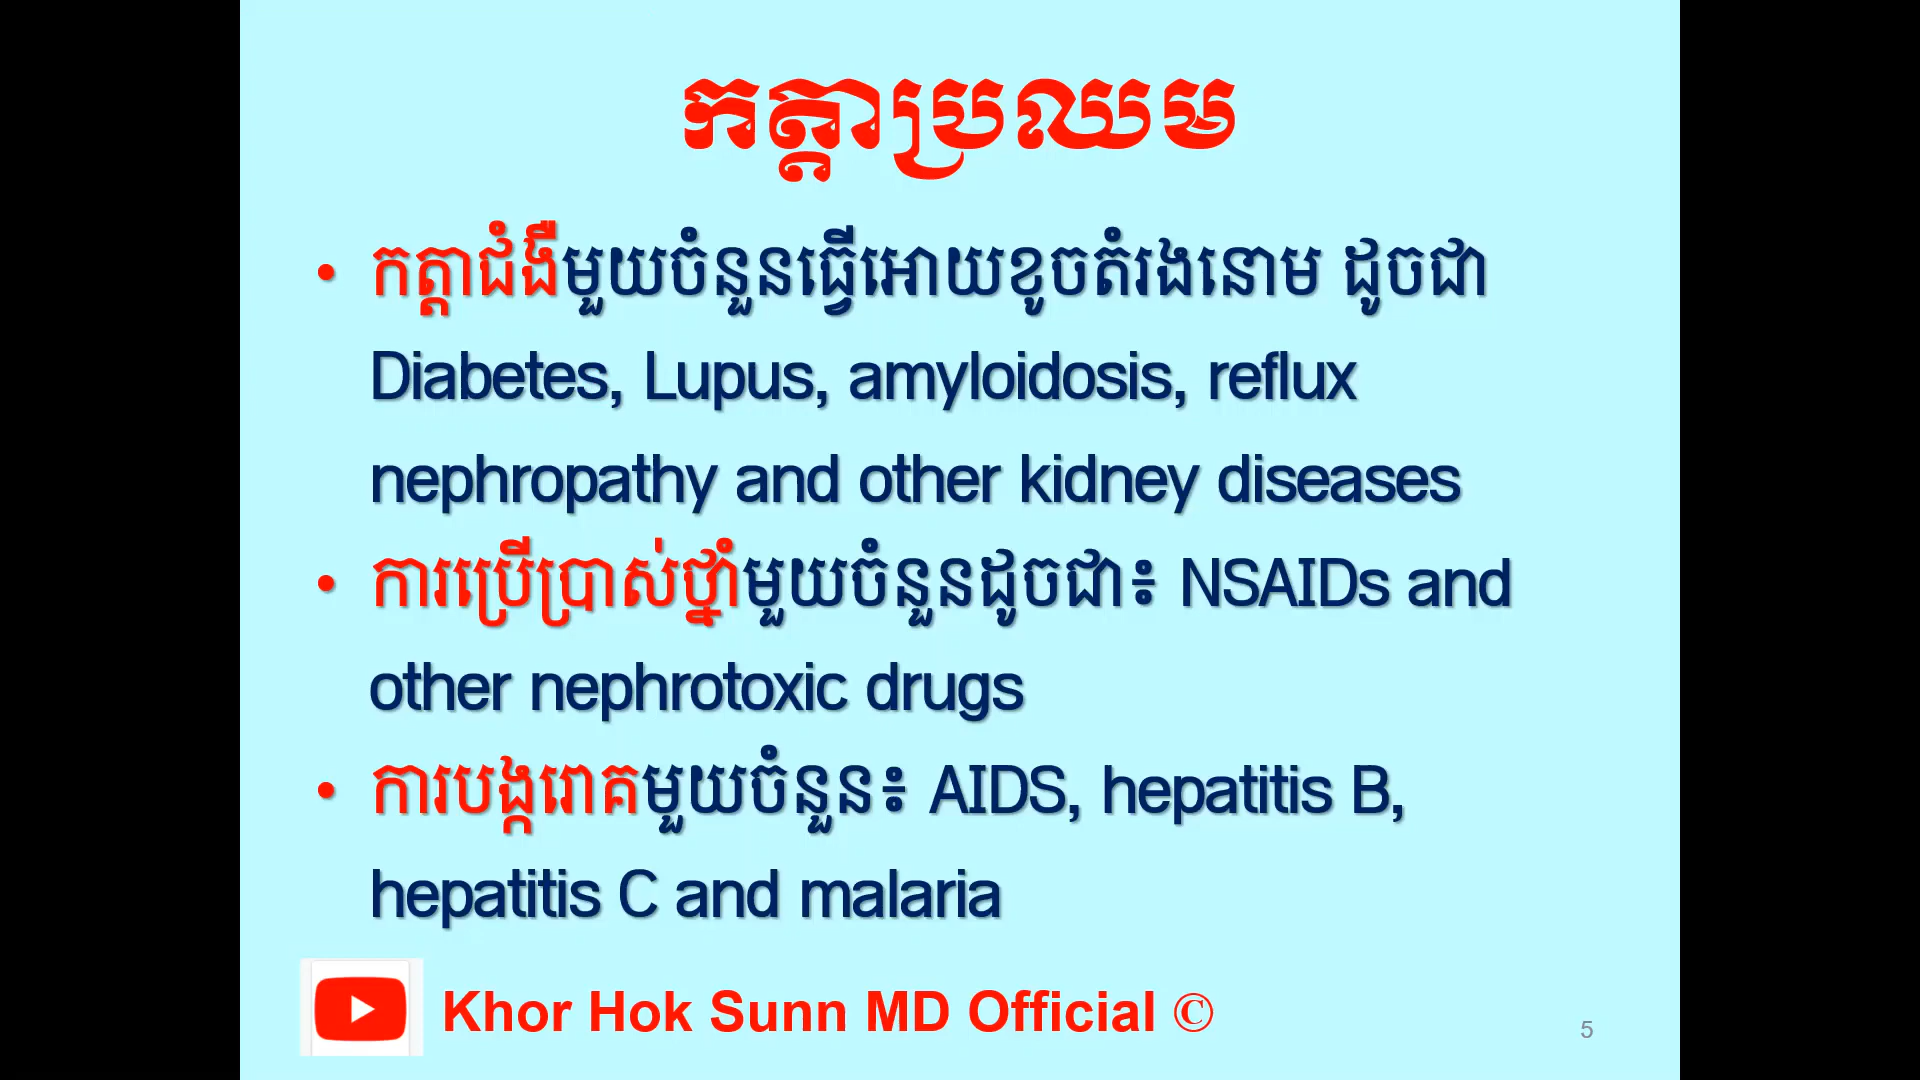 កត្តាប្រឈម
• កត្តាជំងឺមួយចំនួនធ្វើអោយខូចតំរងនោម ដូចជា
Diabetes, Lupus, amyloidosis, reflux
nephropathy and other kidney diseases
• ការប្រើប្រាស់ថ្នាំមួយចំនួនដូចជា៖ NSAIDs and
other nephrotoxic drugs
• ការបង្ករោគមួយចំនួន៖ AIDS, hepatitis B,
hepatitis C and malaria
Khor Hok Sunn MD Official ©
5